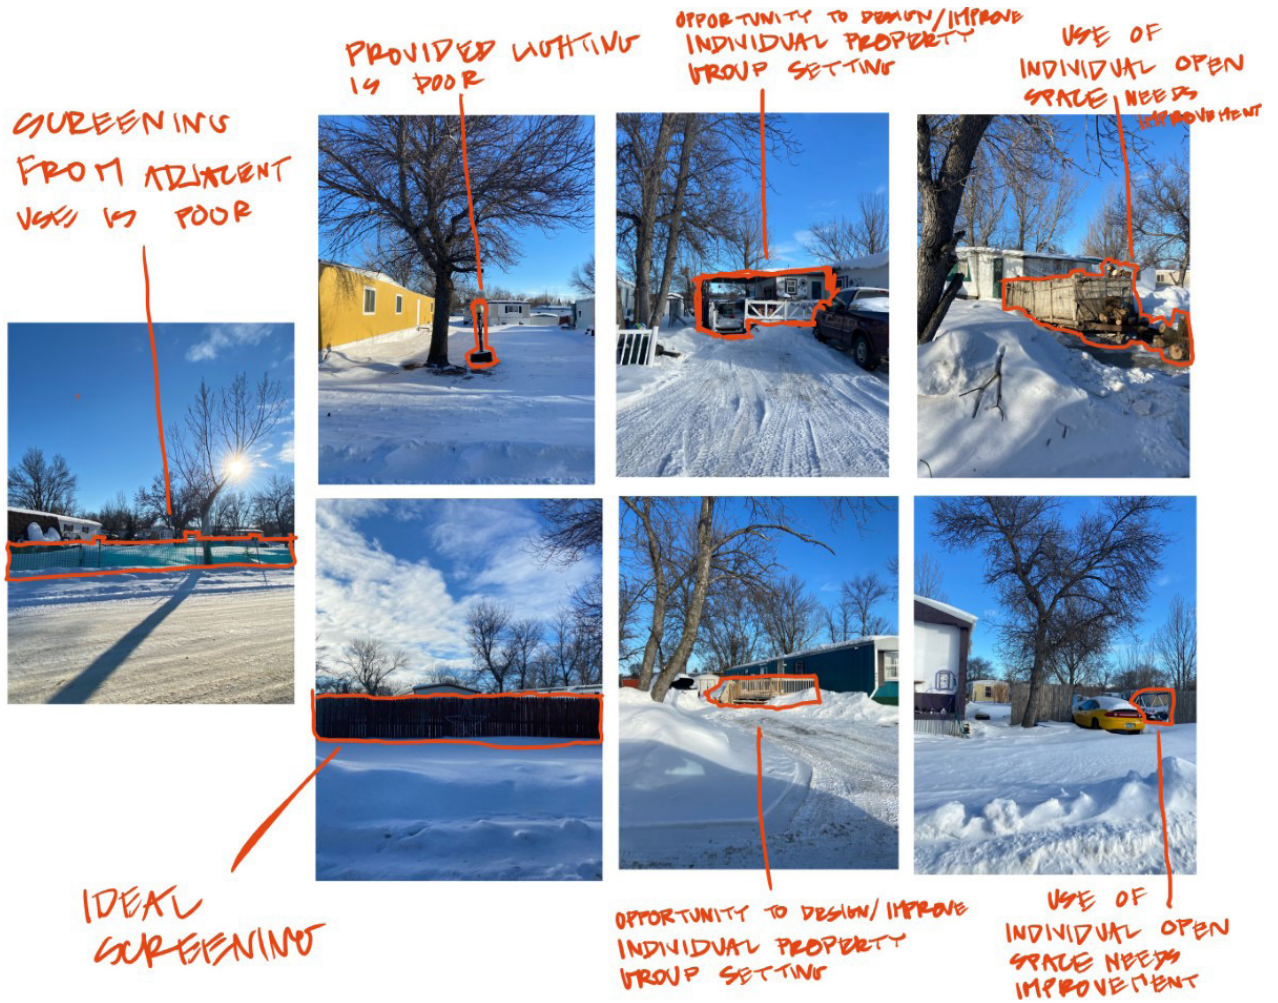 SCREENING
FROM ADJACENT
USE IS POOR
PROVIDED LIGHTING
IS POOR
OPPORTUNITY TO DESIGN/IMPROVE
INDIVIDUAL PROPERTY
GROUP SETTING
USE OF
INDIVIDUAL OPEN
SPACE NEEDS
IMPROVEMENT
IDEAL
SCREENING
OPPORTUNITY TO DESIGN/IMPROVE
INDIVIDUAL PROPERTY
GROUP SETTING
USE OF
INDIVIDUAL OPEN
SPACE NEEDS
IMPROVEMENT